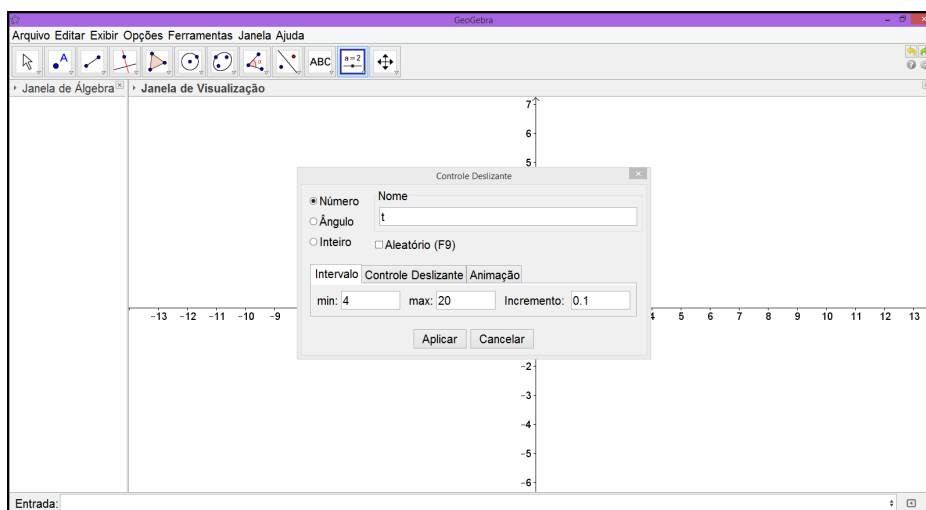 GeoGebra
Arquivo Editar Exibir Opções Ferramentas Janela Ajuda
A
α
ABC
a=2
Janela de Álgebra
Janela de Visualização
7
6
5
Controle Deslizante
Número
Nome
Ângulo
t
Inteiro
Aleatório (F9)
Intervalo Controle Deslizante Animação
min: 4 max: 20 Incremento: 0.1
-13 -12 -11 -10 -9 4 5 6 7 8 9 10 11 12 13
Aplicar Cancelar
-2
-3
-4
-5
-6
Entrada: